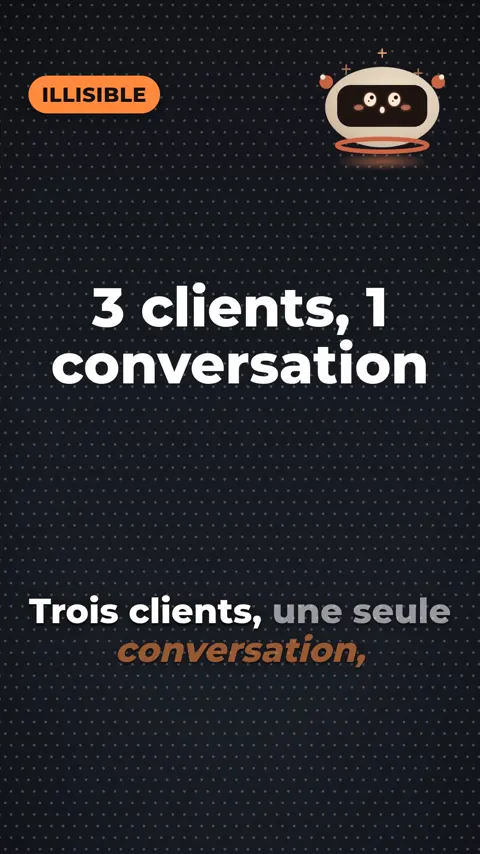 ILLISIBLE
3 clients, 1
conversation
Trois clients, une seule
conversation,